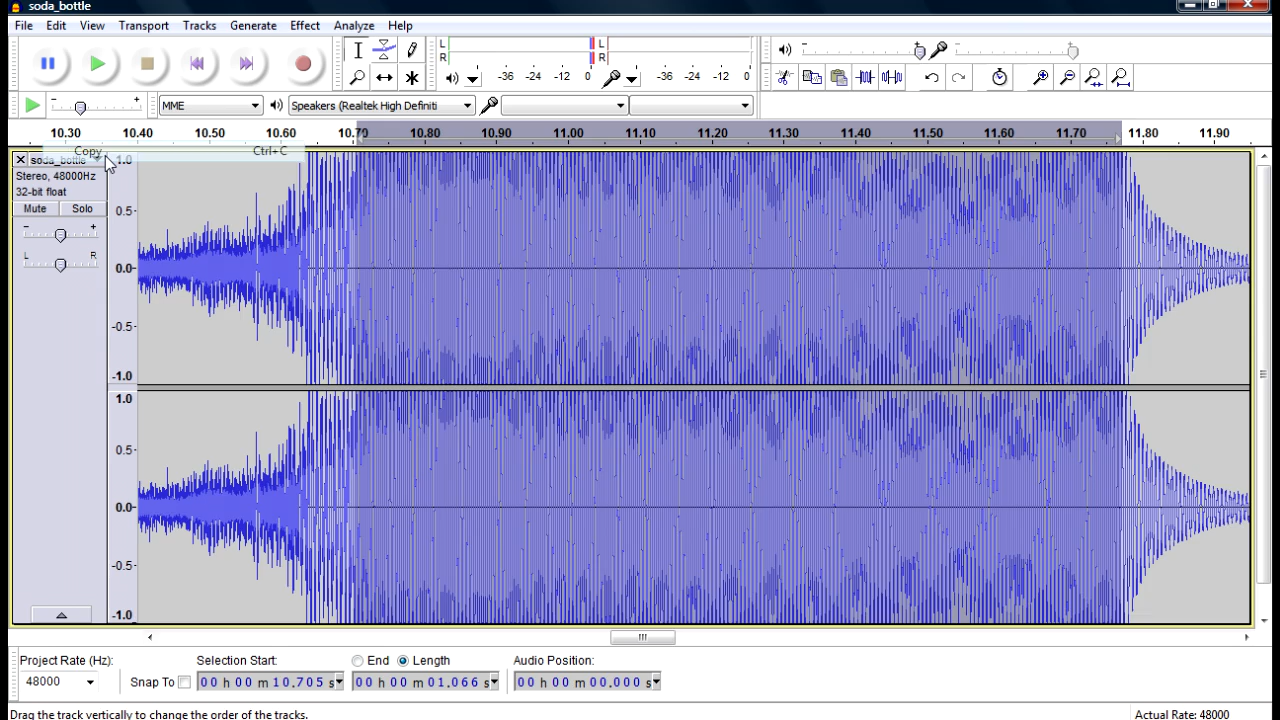 soda_bottle
File Edit View Transport Tracks Generate Effect Analyze Help
L R L R
-36 -24 -12 0 -36 -24 -12 0
MME Speakers (Realtek High Definiti
10.30 10.40 10.50 10.60 10.70 10.80 10.90 11.00 11.10 11.20 11.30 11.40 11.50 11.60 11.70 11.80 11.90
Copy Ctrl+C
soda_bottle 1.0
Stereo, 48000Hz
32-bit float
Mute Solo 0.5
- +
L R
0.0
-0.5
-1.0
1.0
0.5
0.0
-0.5
-1.0
Project Rate (Hz): Selection Start: End Length Audio Position:
48000 Snap To 00 h 00 m 10.705 s 00 h 00 m 01.066 s 00 h 00 m 00.000 s
Drag the track vertically to change the order of the tracks. Actual Rate: 48000